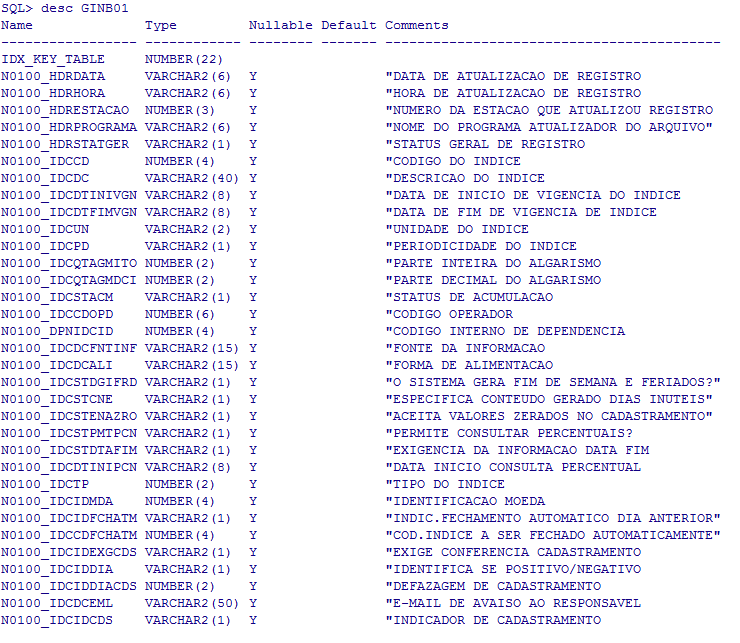 SQL> desc GINB01
Name             Type         Nullable Default Comments
---------------- ------------ -------- ------- ------------------------------------------
IDX_KEY_TABLE    NUMBER(22)
N0100_HDRDATA    VARCHAR2(6)  Y                "DATA DE ATUALIZACAO DE REGISTRO
N0100_HDRHORA    VARCHAR2(6)  Y                "HORA DE ATUALIZACAO DE REGISTRO
N0100_HDRESTACAO NUMBER(3)    Y                "NUMERO DA ESTACAO QUE ATUALIZOU REGISTRO
N0100_HDRPROGRAMA VARCHAR2(6)  Y                "NOME DO PROGRAMA ATUALIZADOR DO ARQUIVO"
N0100_HDRSTATGER VARCHAR2(1)  Y                "STATUS GERAL DE REGISTRO
N0100_IDCCD      NUMBER(4)    Y                "CODIGO DO INDICE
N0100_IDCDC      VARCHAR2(40) Y                "DESCRICAO DO INDICE
N0100_IDCDTINIVGN VARCHAR2(8)  Y                "DATA DE INICIO DE VIGENCIA DO INDICE
N0100_IDCDTFIMVGN VARCHAR2(8)  Y                "DATA DE FIM DE VIGENCIA DE INDICE
N0100_IDCUN      VARCHAR2(2)  Y                "UNIDADE DO INDICE
N0100_IDCPD      VARCHAR2(1)  Y                "PERIODICIDADE DO INDICE
N0100_IDCQTAGMITO NUMBER(2)    Y                "PARTE INTEIRA DO ALGARISMO
N0100_IDCQTAGMDCI NUMBER(2)    Y                "PARTE DECIMAL DO ALGARISMO
N0100_IDCSTACM   VARCHAR2(1)  Y                "STATUS DE ACUMULACAO
N0100_IDCCDOPD   NUMBER(6)    Y                "CODIGO OPERADOR
N0100_DPNIDCID   NUMBER(4)    Y                "CODIGO INTERNO DE DEPENDENCIA
N0100_IDCDCFNTINF VARCHAR2(15) Y                "FONTE DA INFORMACAO
N0100_IDCDCALI   VARCHAR2(15) Y                "FORMA DE ALIMENTACAO
N0100_IDCSTDGIFRD VARCHAR2(1)  Y                "O SISTEMA GERA FIM DE SEMANA E FERIADOS?"
N0100_IDCSTCNE   VARCHAR2(1)  Y                "ESPECIFICA CONTEUDO GERADO DIAS INUTEIS"
N0100_IDCSTENAZRO VARCHAR2(1)  Y                "ACEITA VALORES ZERADOS NO CADASTRAMENTO"
N0100_IDCSTPMTPCN VARCHAR2(1)  Y                "PERMITE CONSULTAR PERCENTUAIS?
N0100_IDCSTDTAFIM VARCHAR2(1)  Y                "EXIGENCIA DA INFORMACAO DATA FIM
N0100_IDCDTINIPCN VARCHAR2(8)  Y                "DATA INICIO CONSULTA PERCENTUAL
N0100_IDCTP      NUMBER(2)    Y                "TIPO DO INDICE
N0100_IDCIDMDA   NUMBER(4)    Y                "IDENTIFICACAO MOEDA
N0100_IDCIDFCHATM VARCHAR2(1)  Y                "INDIC.FECHAMENTO AUTOMATICO DIA ANTERIOR"
N0100_IDCCDFCHATM NUMBER(4)    Y                "COD.INDICE A SER FECHADO AUTOMATICAMENTE"
N0100_IDCIDEXGCDS VARCHAR2(1)  Y                "EXIGE CONFERENCIA CADASTRAMENTO
N0100_IDCIDDIA   VARCHAR2(1)  Y                "IDENTIFICA SE POSITIVO/NEGATIVO
N0100_IDCIDDIACDS NUMBER(2)    Y                "DEFAZAGEM DE CADASTRAMENTO
N0100_IDCDCEML   VARCHAR2(50) Y                "E-MAIL DE AVAISO AO RESPONSAVEL
N0100_IDCIDCDS   VARCHAR2(1)  Y                "INDICADOR DE CADASTRAMENTO